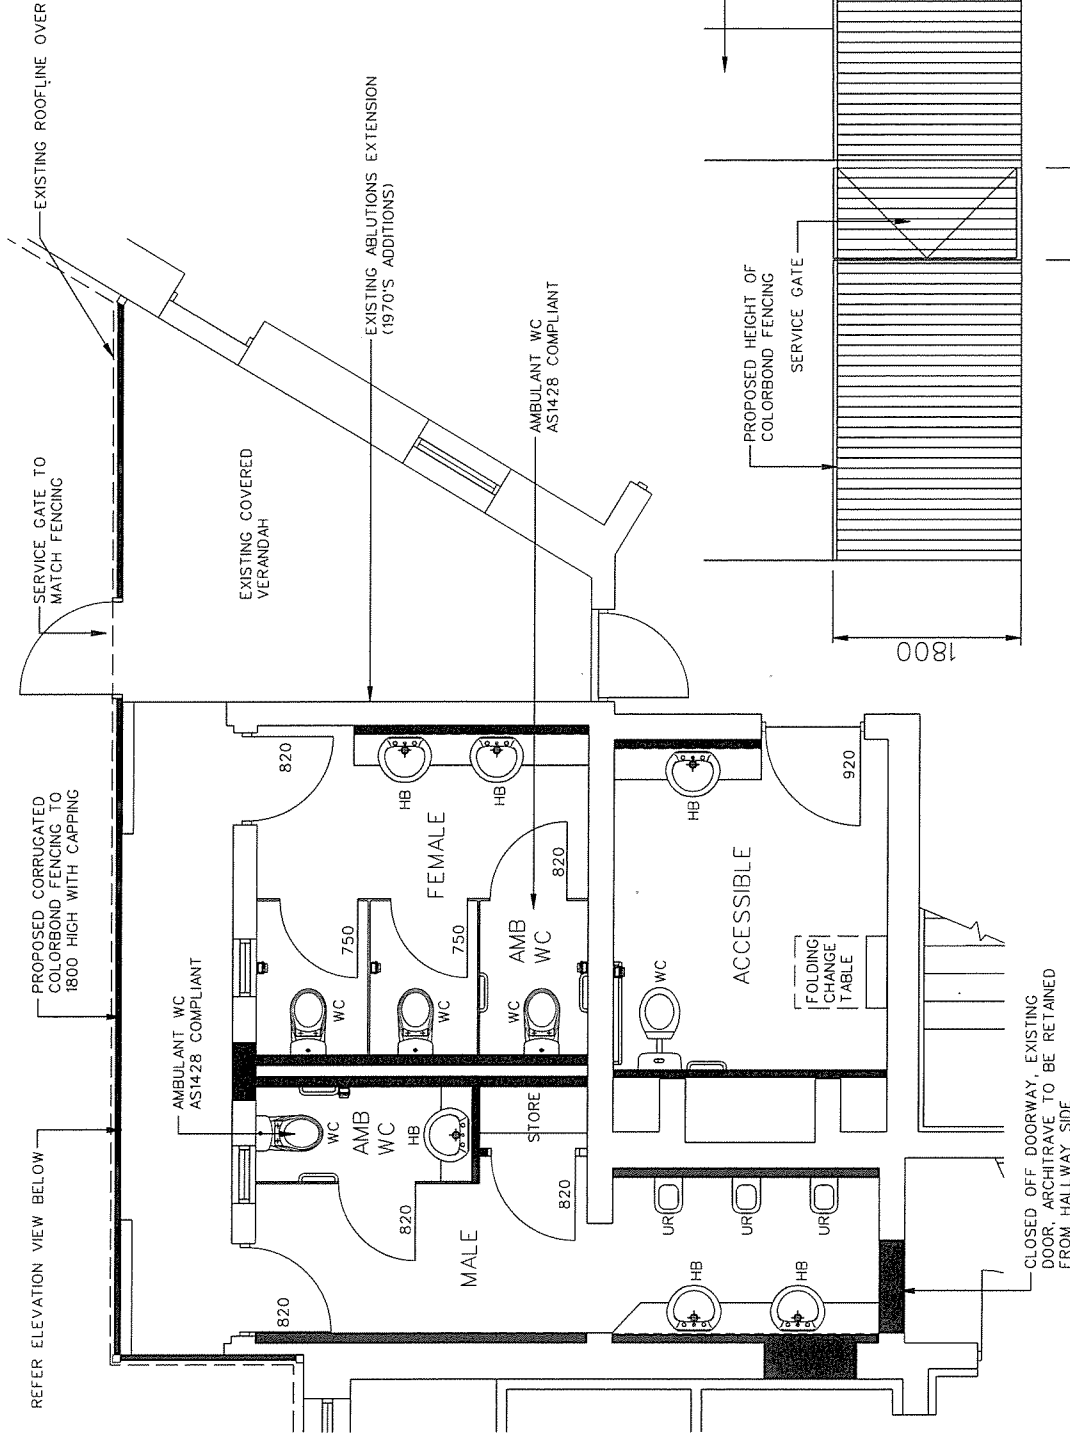 REFER ELEVATION VIEW BELOW
PROPOSED CORRUGATED
COLORBOND FENCING TO
1800 HIGH WITH CAPPING
SERVICE GATE TO
MATCH FENCING
EXISTING ROOFLINE OVER
AMBULANT WC
AS1428 COMPLIANT
EXISTING COVERED
VERANDAH
EXISTING ABLUTIONS EXTENSION
(1970'S ADDITIONS)
AMBULANT WC
AS1428 COMPLIANT
820
MALE
820
WC
AMB
WC
HB
820
STORE
WC
750
WC
750
WC
AMB
WC
820
FEMALE
820
HB
HB
URI
URI
URI
HB
HB
WC
ACCESSIBLE
FOLDING
CHANGE
TABLE
HB
920
PROPOSED HEIGHT OF
COLORBOND FENCING
SERVICE GATE
1800
CLOSED OFF DOORWAY, EXISTING
DOOR, ARCHITRAVE TO BE RETAINED
FROM HALLWAY SIDE